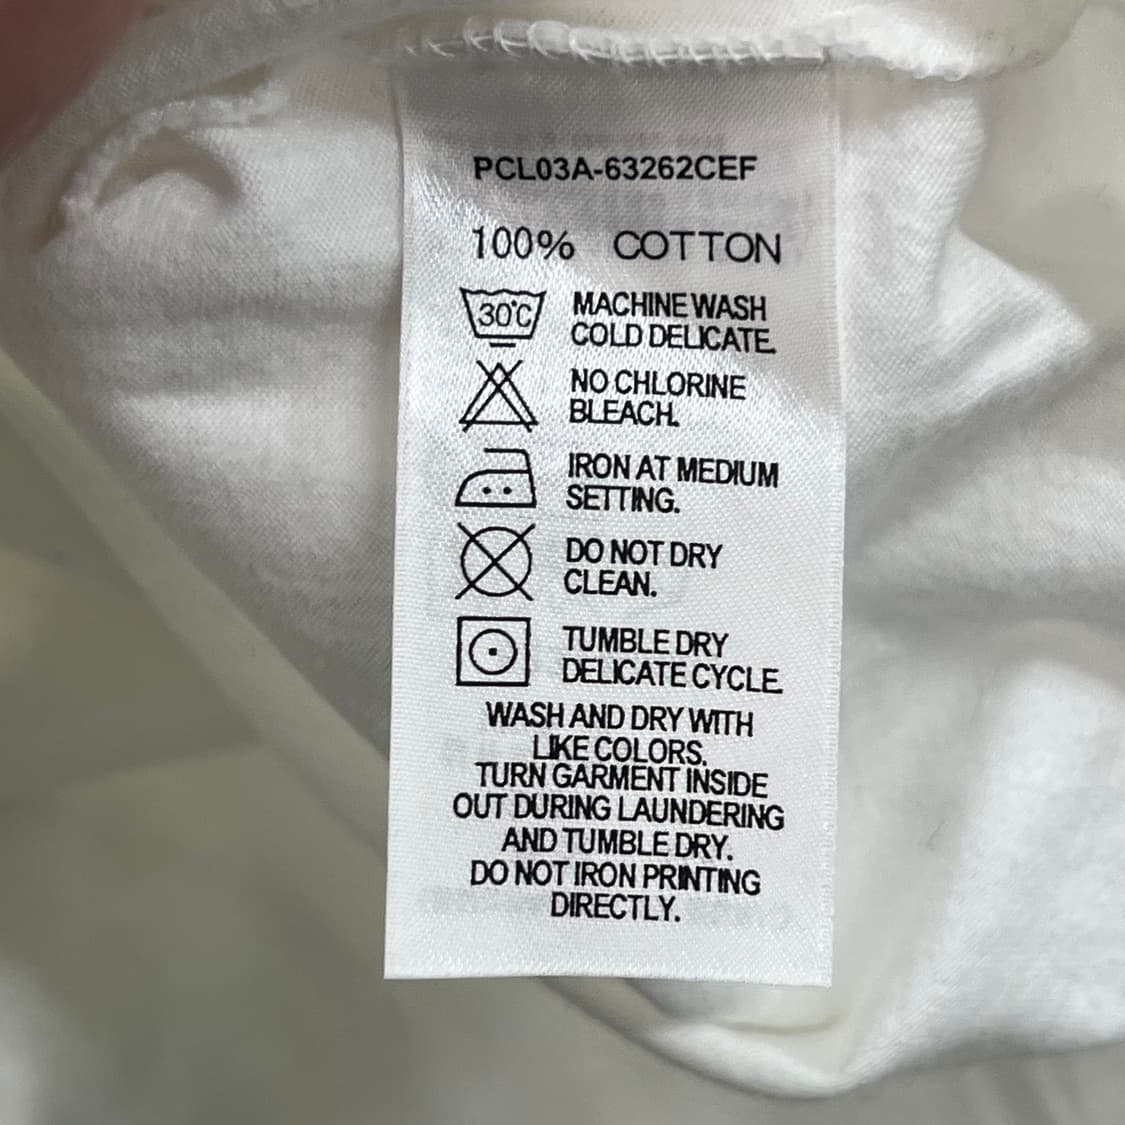 PCL03A-63262CEF
100% COTTON
30°C MACHINE WASH
COLD DELICATE.
NO CHLORINE
BLEACH.
IRON AT MEDIUM
SETTING.
DO NOT DRY
CLEAN.
TUMBLE DRY
DELICATE CYCLE.
WASH AND DRY WITH
LIKE COLORS.
TURN GARMENT INSIDE
OUT DURING LAUNDERING
AND TUMBLE DRY.
DO NOT IRON PRINTING
DIRECTLY.